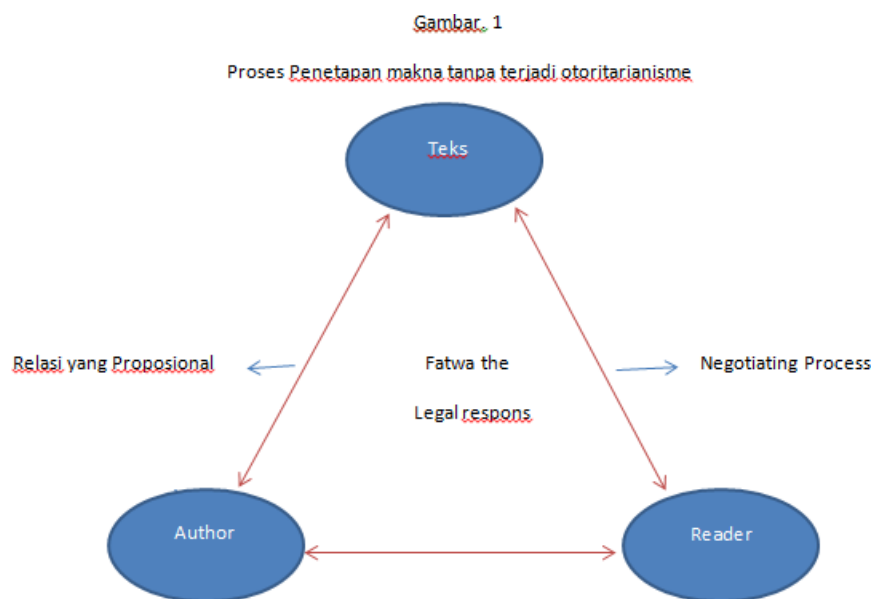 Gambar. 1
Proses Penetapan makna tanpa terjadi otoritarianisme
Teks
Relasi yang Proposional
Fatwa the
Legal respons
Negotiating Process
Author
Reader